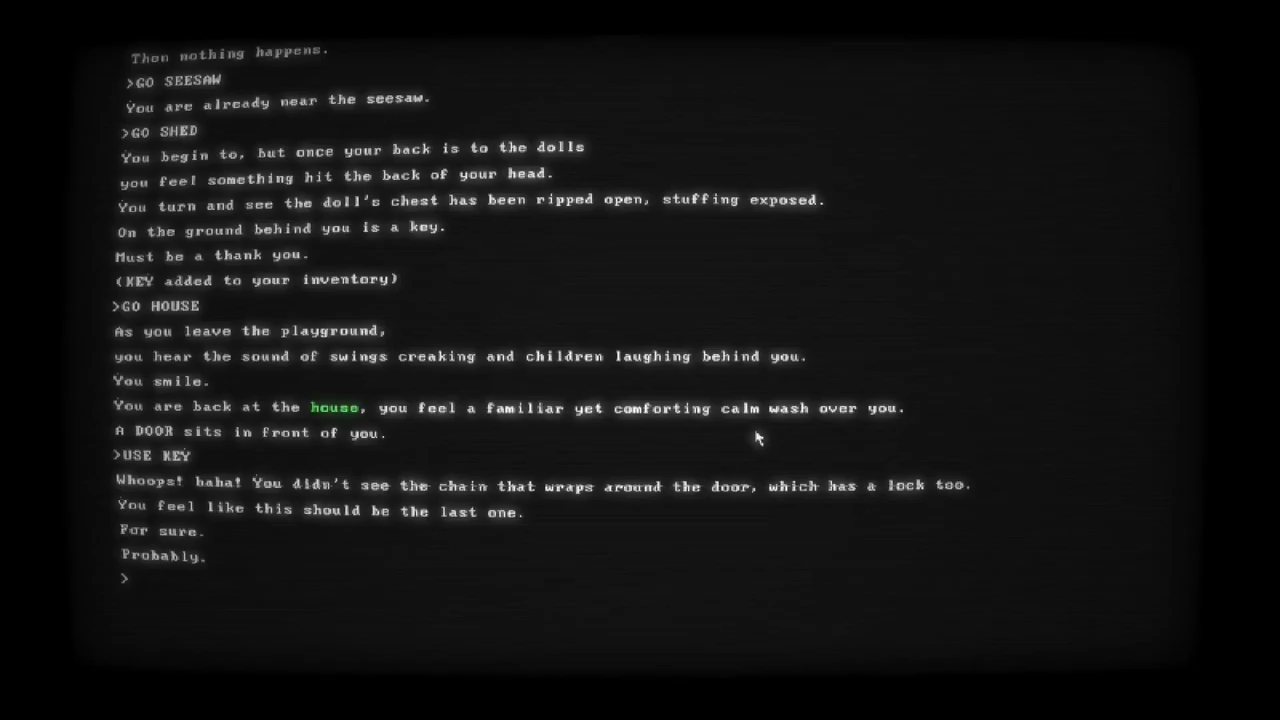 Then nothing happens.
>GO SEESAW
You are already near the seesaw.
>GO SHED
You begin to, but once your back is to the dolls
you feel something hit the back of your head.
You turn and see the doll's chest has been ripped open, stuffing exposed.
On the ground behind you is a key.
Must be a thank you.
(KEY added to your inventory)
>GO HOUSE
As you leave the playground,
you hear the sound of swings creaking and children laughing behind you.
You smile.
You are back at the house, you feel a familiar yet comforting calm wash over you.
A DOOR sits in front of you.
>USE KEY
Whoops! haha! You didn't see the chain that wraps around the door, which has a lock too.
You feel like this should be the last one.
For sure.
Probably.
>